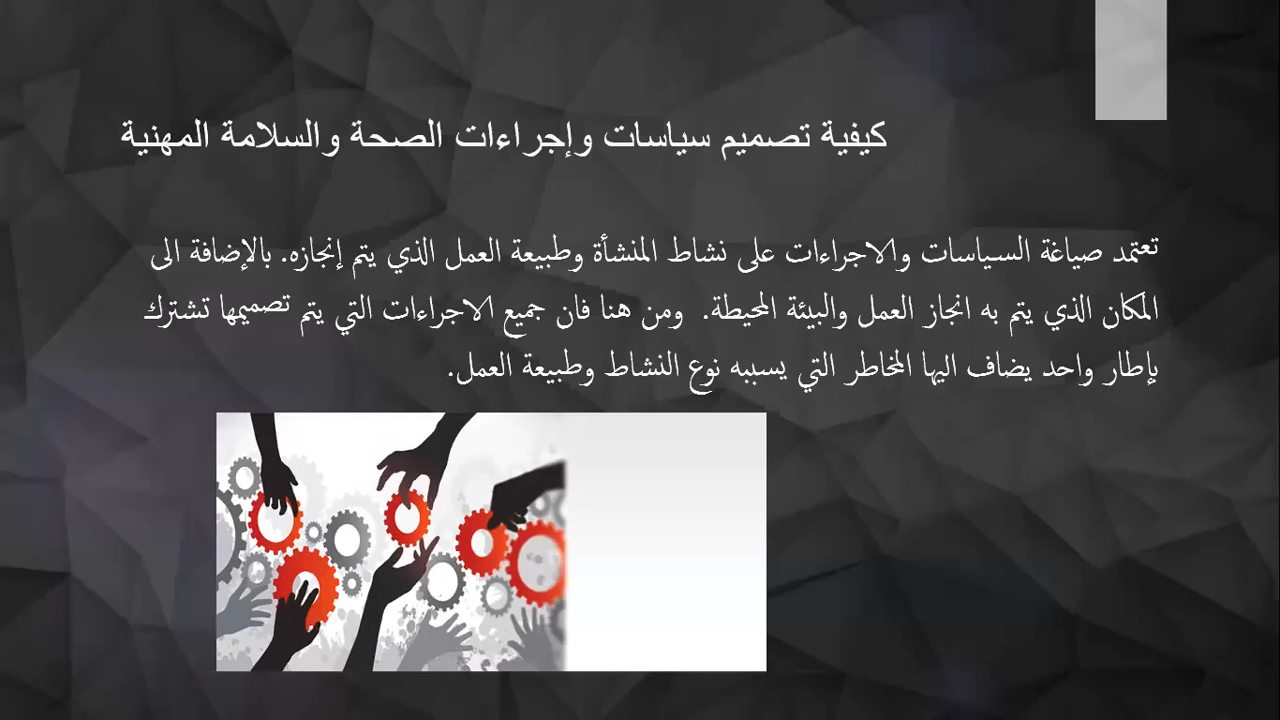 كيفية تصميم سياسات وإجراءات الصحة والسلامة المهنية
تعتمد صياغة السياسات والاجراءات على نشاط المنشأة وطبيعة العمل الذي يتم إنجازه. بالإضافة الى
المكان الذي يتم به انجاز العمل والبيئة المحيطة. ومن هنا فان جميع الاجراءات التي يتم تصميمها تشترك
بإطار واحد يضاف اليها المخاطر التي يسببه نوع النشاط وطبيعة العمل.